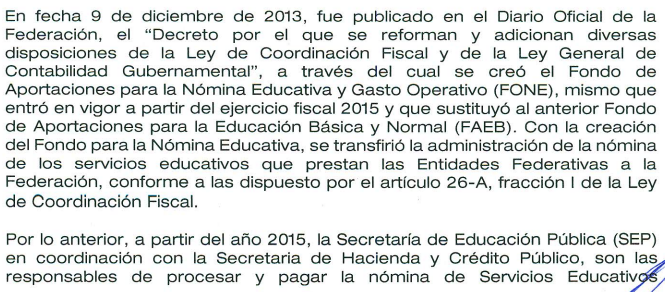 En fecha 9 de diciembre de 2013, fue publicado en el Diario Oficial de la
Federación, el “Decreto por el que se reforman y adicionan diversas
disposiciones de la Ley de Coordinación Fiscal y de la Ley General de
Contabilidad Gubernamental”, a través del cual se creó el Fondo de
Aportaciones para la Nómina Educativa y Gasto Operativo (FONE), mismo que
entró en vigor a partir del ejercicio fiscal 2015 y que sustituyó al anterior Fondo
de Aportaciones para la Educación Básica y Normal (FAEB). Con la creación
del Fondo para la Nómina Educativa, se transfirió la administración de la nómina
de los servicios educativos que prestan las Entidades Federativas a la
Federación, conforme a las dispuesto por el artículo 26-A, fracción I de la Ley
de Coordinación Fiscal.

Por lo anterior, a partir del año 2015, la Secretaría de Educación Pública (SEP)
en coordinación con la Secretaria de Hacienda y Crédito Público, son las
responsables de procesar y pagar la nómina de Servicios Educativos